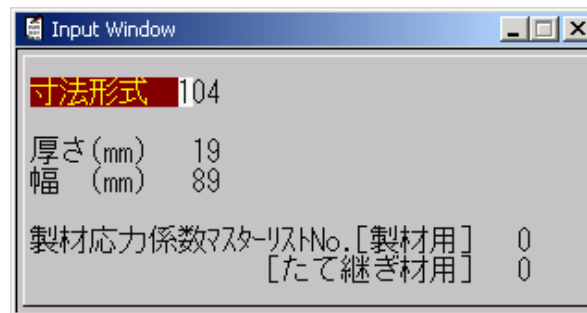 Input Window
寸法形式 104
厚さ(mm) 19
幅 (mm) 89
製材応力係数ﾏｽﾀｰﾘｽﾄNo.[製材用] 0
[たて継ぎ材用] 0